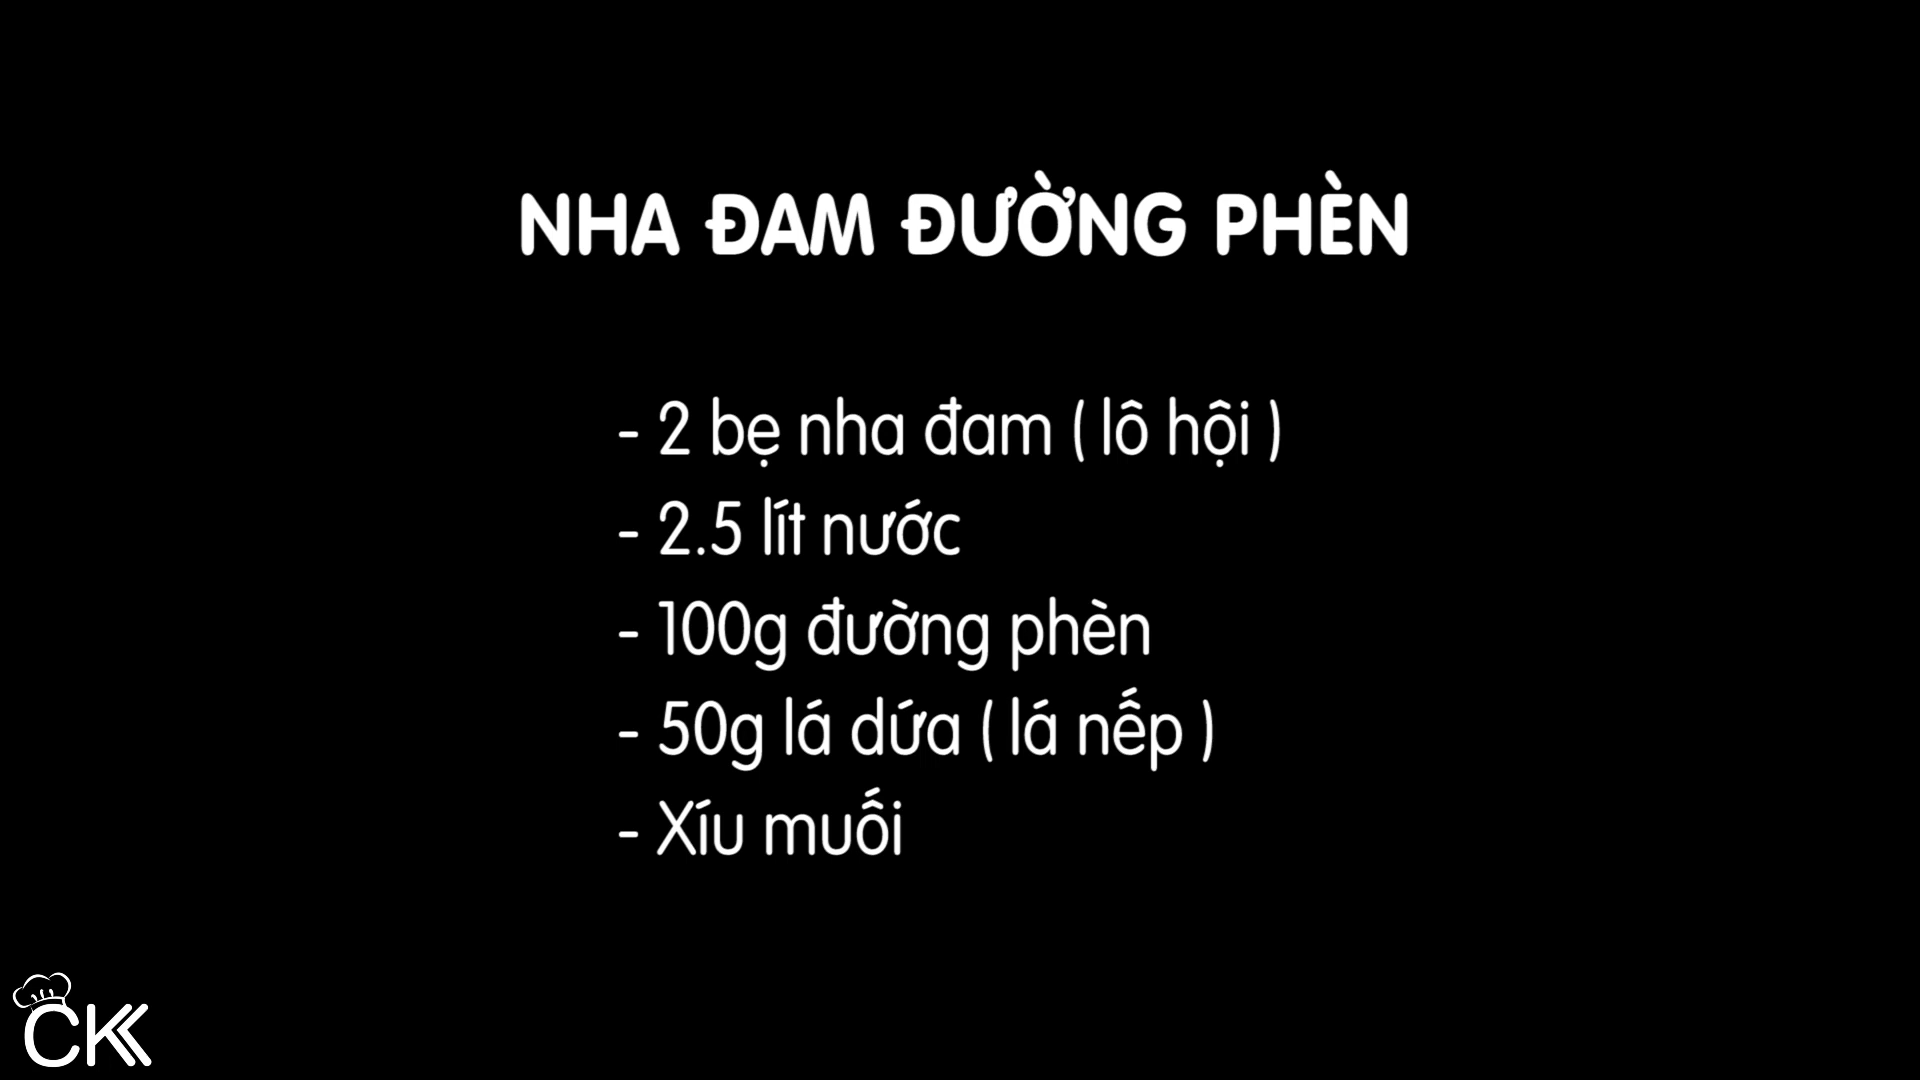 NHA ĐAM ĐƯỜNG PHÈN
- 2 bẹ nha đam ( lô hội )
- 2.5 lít nước
- 100g đường phèn
- 50g lá dứa ( lá nếp )
- Xíu muối
CKK